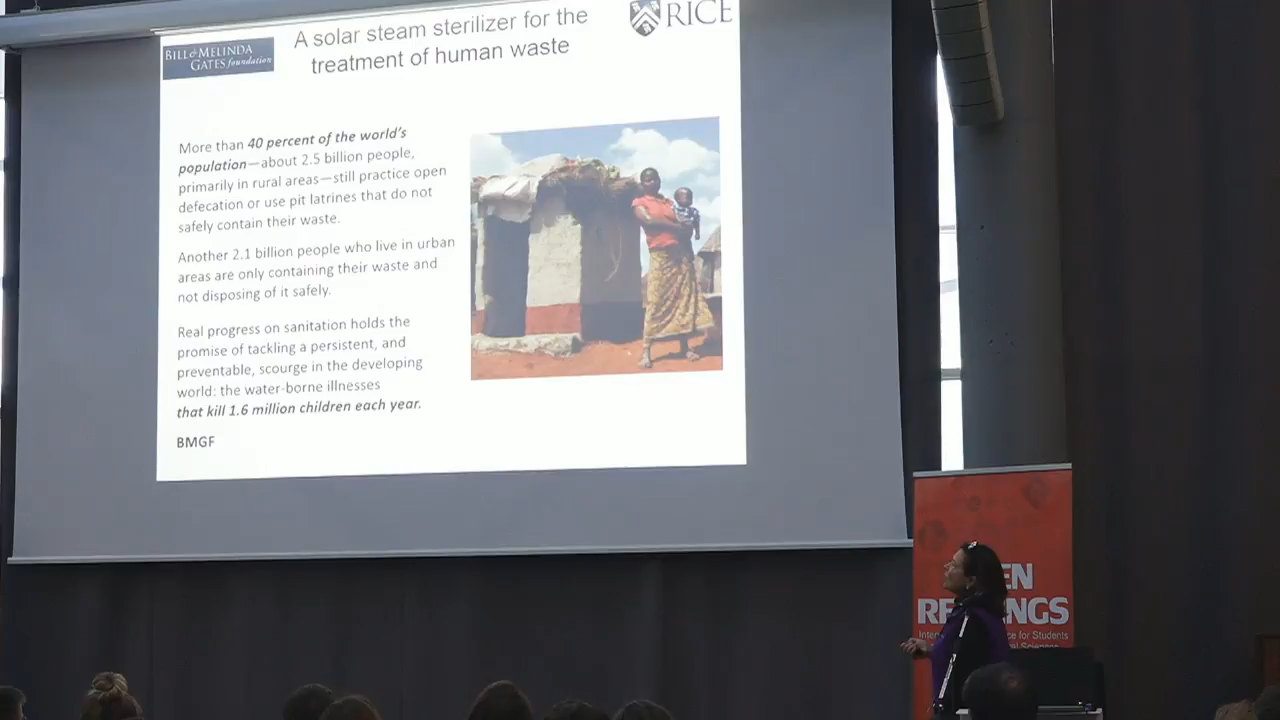 BILL & MELINDA
GATES foundation
A solar steam sterilizer for the
treatment of human waste
RICE
More than 40 percent of the world's
population—about 2.5 billion people,
primarily in rural areas—still practice open
defecation or use pit latrines that do not
safely contain their waste.
Another 2.1 billion people who live in urban
areas are only containing their waste and
not disposing of it safely.
Real progress on sanitation holds the
promise of tackling a persistent, and
preventable, scourge in the developing
world: the water-borne illnesses
that kill 1.6 million children each year.
BMGF
EN
RE NGS
ce for Students